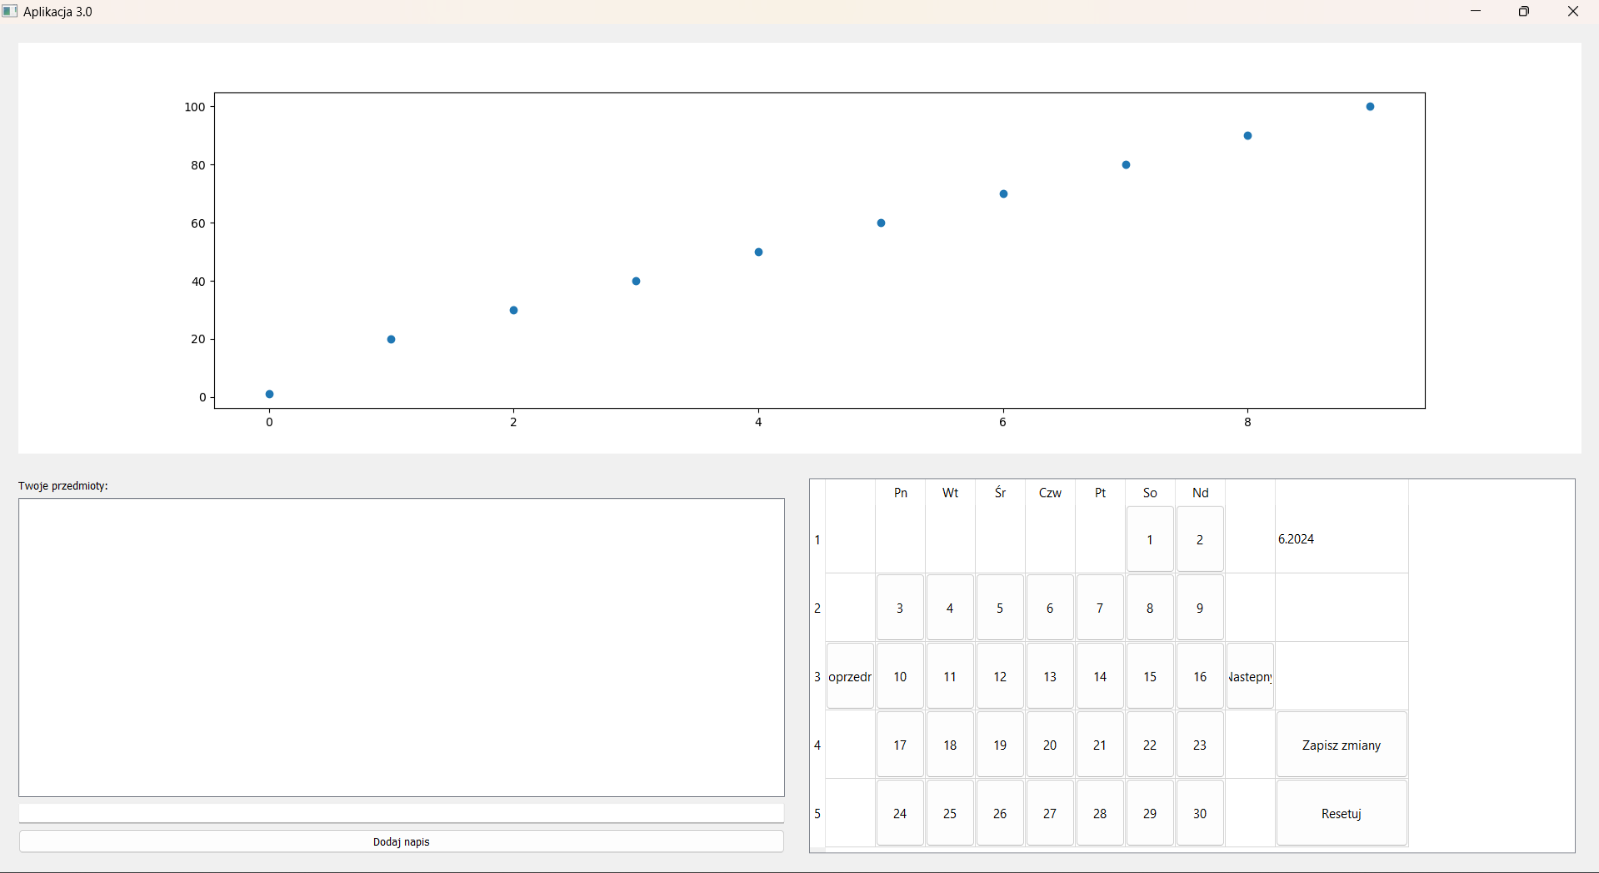 Aplikacja 3.0
100
80
60
40
20
0
0 2 4 6 8
Twoje przedmioty:
Dodaj napis
Pn Wt Śr Czw Pt So Nd
1 1 2 6.2024
2 3 4 5 6 7 8 9
3 oprzedr 10 11 12 13 14 15 16 Nastepny
4 17 18 19 20 21 22 23 Zapisz zmiany
5 24 25 26 27 28 29 30 Resetuj